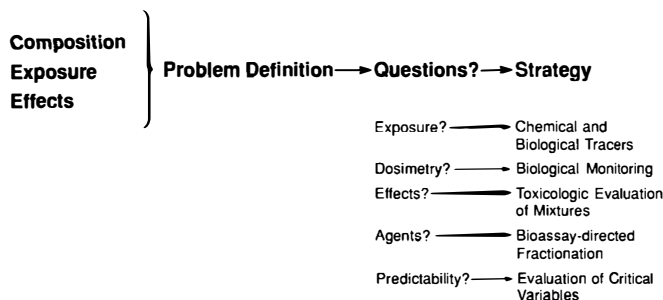 Composition
Exposure
Effects
Problem Definition
Questions?
Strategy
Exposure?
Chemical and
Biological Tracers
Dosimetry?
Biological Monitoring
Effects?
Toxicologic Evaluation
of Mixtures
Agents?
Bioassay-directed
Fractionation
Predictability?
Evaluation of Critical
Variables